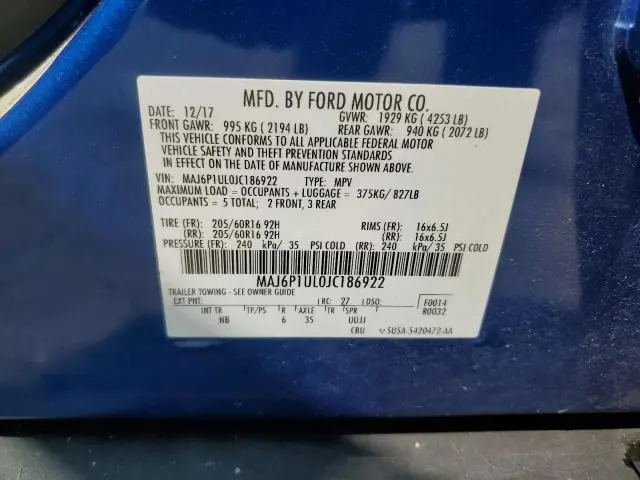 MFD. BY FORD MOTOR CO.
DATE: 12/17 GVWR: 1929 KG ( 4253 LB)
FRONT GAWR: 995 KG ( 2194 LB) REAR GAWR: 940 KG ( 2072 LB)
THIS VEHICLE CONFORMS TO ALL APPLICABLE FEDERAL MOTOR
VEHICLE SAFETY AND THEFT PREVENTION STANDARDS
IN EFFECT ON THE DATE OF MANUFACTURE SHOWN ABOVE.
VIN: MAJ6P1UL0JC186922 TYPE: MPV
MAXIMUM LOAD = OCCUPANTS + LUGGAGE = 375KG/ 827LB
OCCUPANTS = 5 TOTAL; 2 FRONT, 3 REAR
TIRE (FR): 205/60R16 92H RIMS (FR): 16x6.5J
(RR): 205/60R16 92H (RR): 16x6.5J
PRESSURE (FR): 240 kPa/ 35 PSI COLD (RR): 240 kPa/ 35 PSI COLD
MAJ6P1UL0JC186922
TRAILER TOWING - SEE OWNER GUIDE
EXT PNT: RC: 27 DSO: F0014
R0032
INT TR TP/PS R AXLE TR SPR
NB 6 35 UDJJ
CBU SU5A-5420472-AA